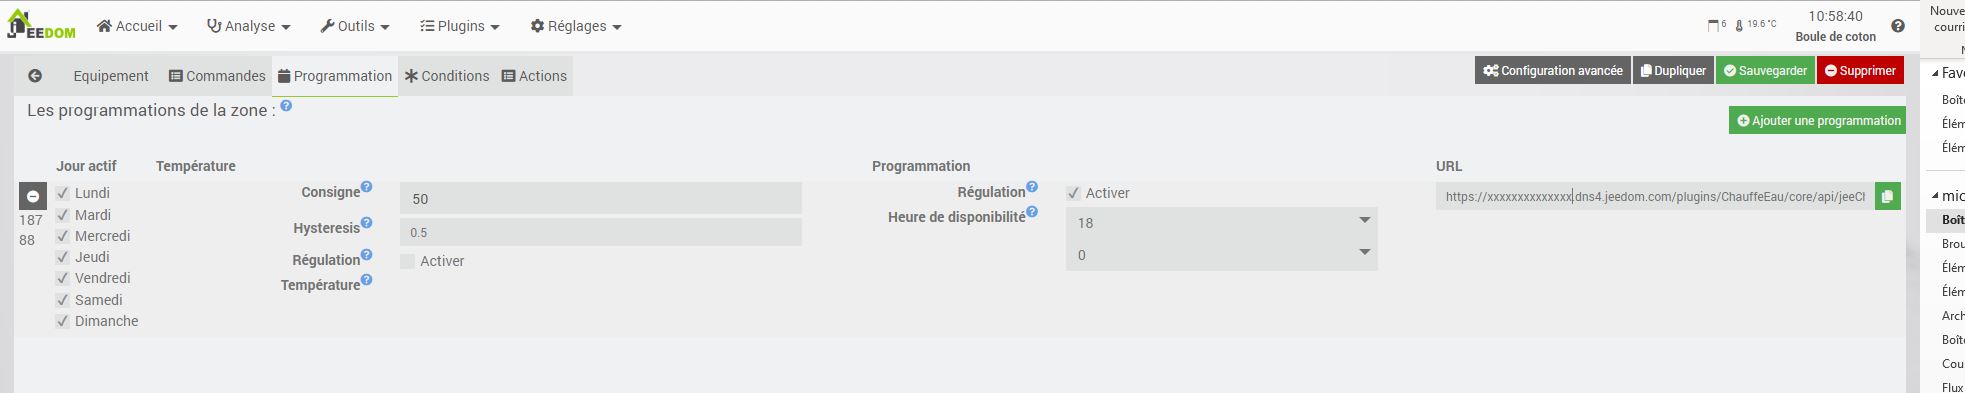 JEEDOM Accueil Analyse Outils Plugins Réglages 6 19.6 °C 10:58:40
Boule de coton
Equipement Commandes Programmation Conditions Actions Configuration avancée Dupliquer Sauvegarder Supprimer
Les programmations de la zone :
Ajouter une programmation
Jour actif Température Programmation URL
Lundi
Mardi
Mercredi
Jeudi
Vendredi
Samedi
Dimanche
187
88
Consigne 50
Hysteresis 0.5
Régulation Activer
Température
Régulation Activer
Heure de disponibilité 18
0
https://xxxxxxxxxxxxxx.dns4.jeedom.com/plugins/ChauffeEau/core/api/jeeCh
Nouve
courri
Favo
Boîte
Élém
Élém
mic
Boît
Brou
Élém
Élém
Arch
Boîte
Cou
Flux